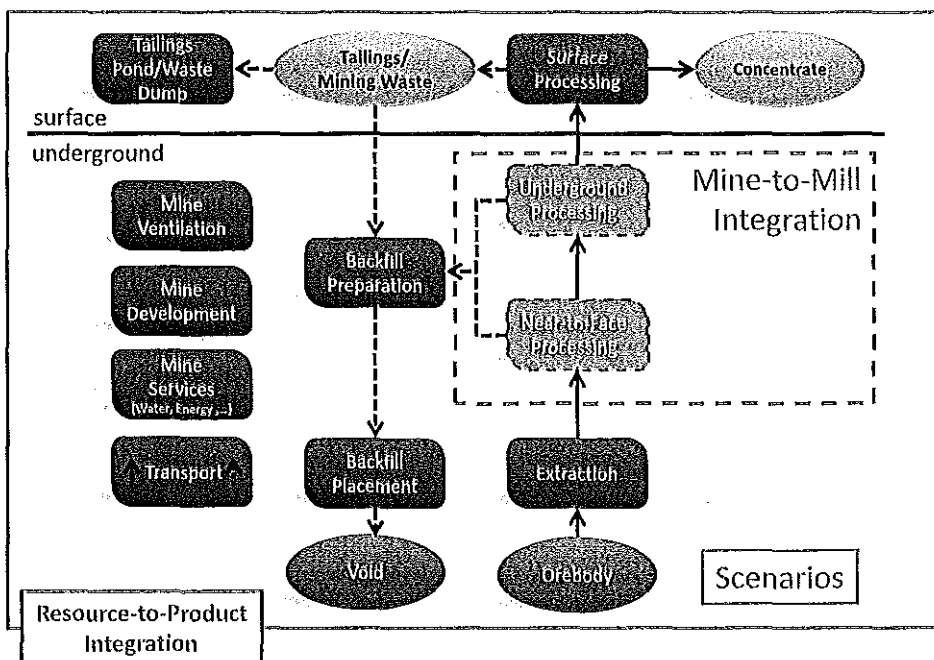 Tailings
Pond/Waste
Dump
Tailings/
Mining Waste
Surface
Processing
Concentrate
surface
underground
Mine
Ventilation
Mine
Development
Mine
Services
(Water, Energy,...)
Transport
Backfill
Preparation
Backfill
Placement
Void
Underground
Processing
Near-to-Face
Processing
Mine-to-Mill
Integration
Extraction
Orebody
Scenarios
Resource-to-Product
Integration